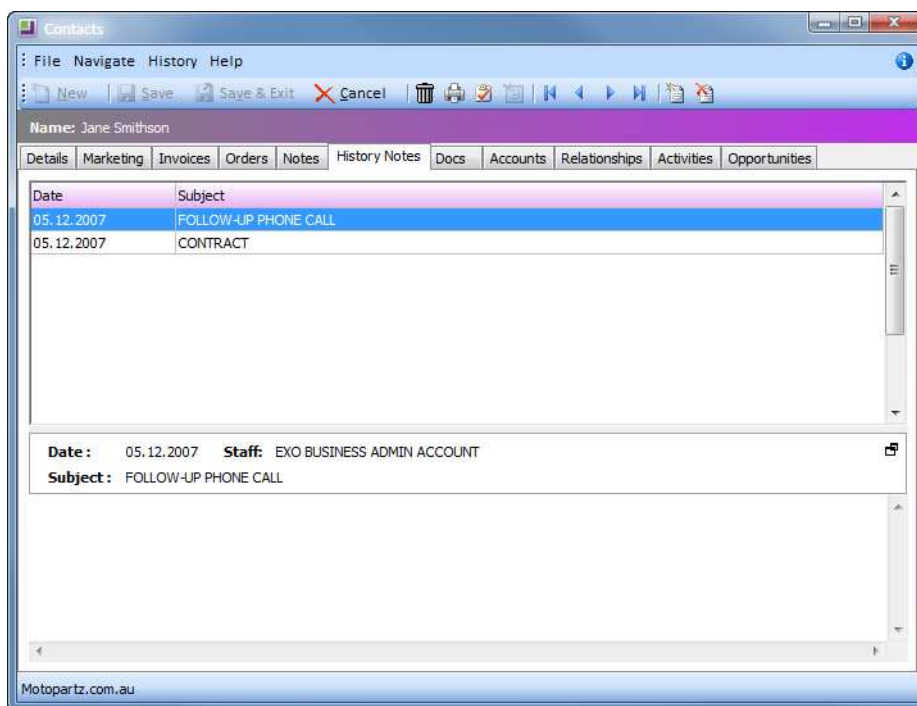 Contacts
File Navigate History Help
New Save Save & Exit Cancel
Name: Jane Smithson
Details Marketing Invoices Orders Notes History Notes Docs Accounts Relationships Activities Opportunities
Date Subject
05.12.2007 FOLLOW-UP PHONE CALL
05.12.2007 CONTRACT
Date : 05.12.2007 Staff: EXO BUSINESS ADMIN ACCOUNT
Subject : FOLLOW-UP PHONE CALL
Motopartz.com.au